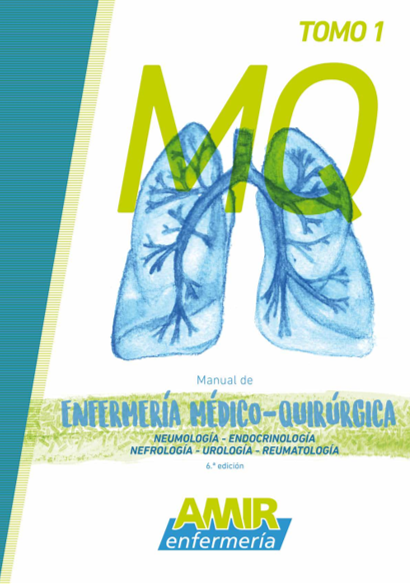 TOMO 1
MQ
Manual de
ENFERMERÍA MÉDICO-QUIRÚRGICA
NEUMOLOGÍA - ENDOCRINOLOGÍA
NEFROLOGÍA - UROLOGÍA - REUMATOLOGÍA
6.ª edición
AMIR
enfermería